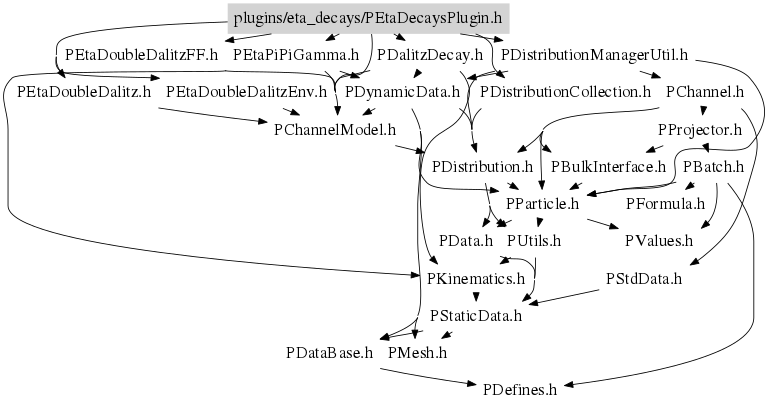 plugins/eta_decays/PEtaDecaysPlugin.h
PEtaDoubleDalitzFF.h PEtaPiPiGamma.h PDalitzDecay.h PDistributionManagerUtil.h
PEtaDoubleDalitz.h PEtaDoubleDalitzEnv.h PDynamicData.h PDistributionCollection.h PChannel.h
PChannelModel.h PProjector.h
PDistribution.h PBulkInterface.h PBatch.h
PParticle.h PFormula.h
PData.h PUtils.h PValues.h
PKinematics.h PStdData.h
PStaticData.h
PDataBase.h PMesh.h
PDefines.h